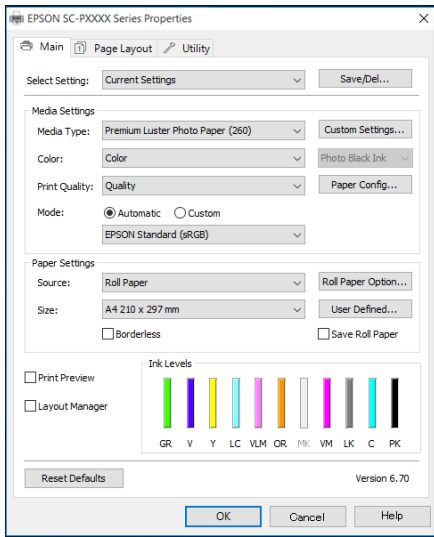 EPSON SC-PXXXX Series Properties
Main Page Layout Utility
Select Setting: Current Settings Save/Del...
Media Settings
Media Type: Premium Luster Photo Paper (260) Custom Settings...
Color: Color Photo Black Ink
Print Quality: Quality Paper Config...
Mode: Automatic Custom
EPSON Standard (sRGB)
Paper Settings
Source: Roll Paper Roll Paper Option...
Size: A4 210 x 297 mm User Defined...
Borderless Save Roll Paper
Ink Levels
Print Preview
Layout Manager
GR V Y LC VLM OR MK VM LK C PK
Reset Defaults Version 6.70
OK Cancel Help